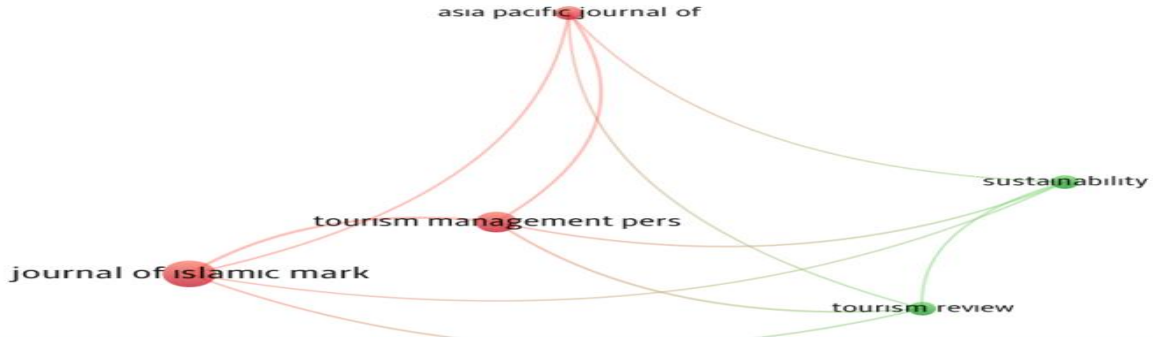 asia pacific journal of
sustainability
tourism management pers
journal of islamic mark
tourism review